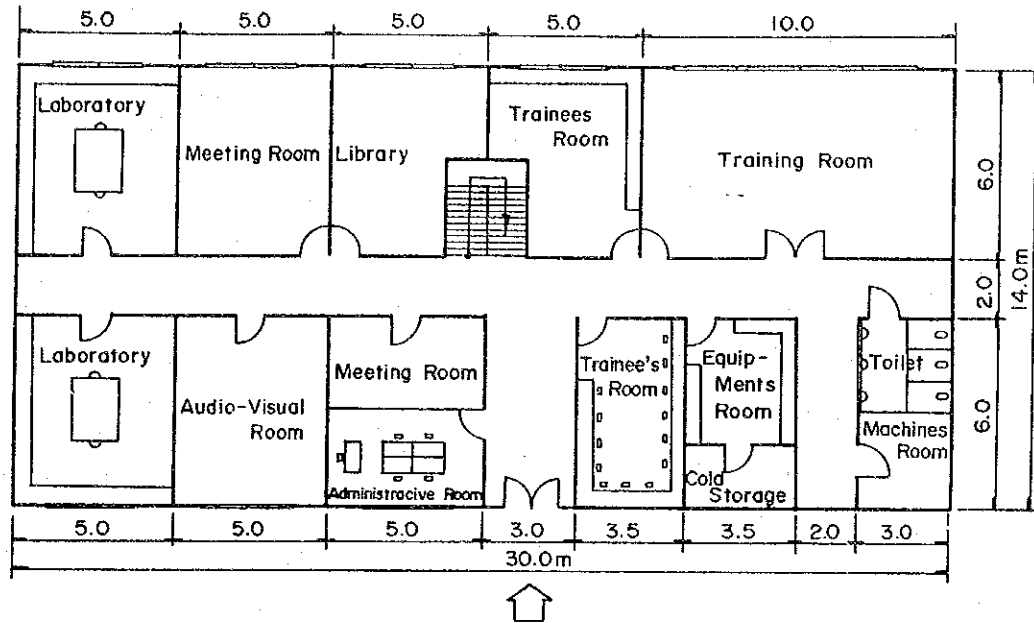 5.0 5.0 5.0 5.0 10.0
Laboratory
Meeting Room
Library
Trainees
Room
Training Room
6.0
2.0
14.0m
6.0
Laboratory
Audio-Visual
Room
Meeting Room
Administracive Room
Trainee's
Room
Equip-
ments
Room
Cold
Storage
Toilet
Machines
Room
5.0 5.0 5.0 3.0 3.5 3.5 2.0 3.0
30.0m